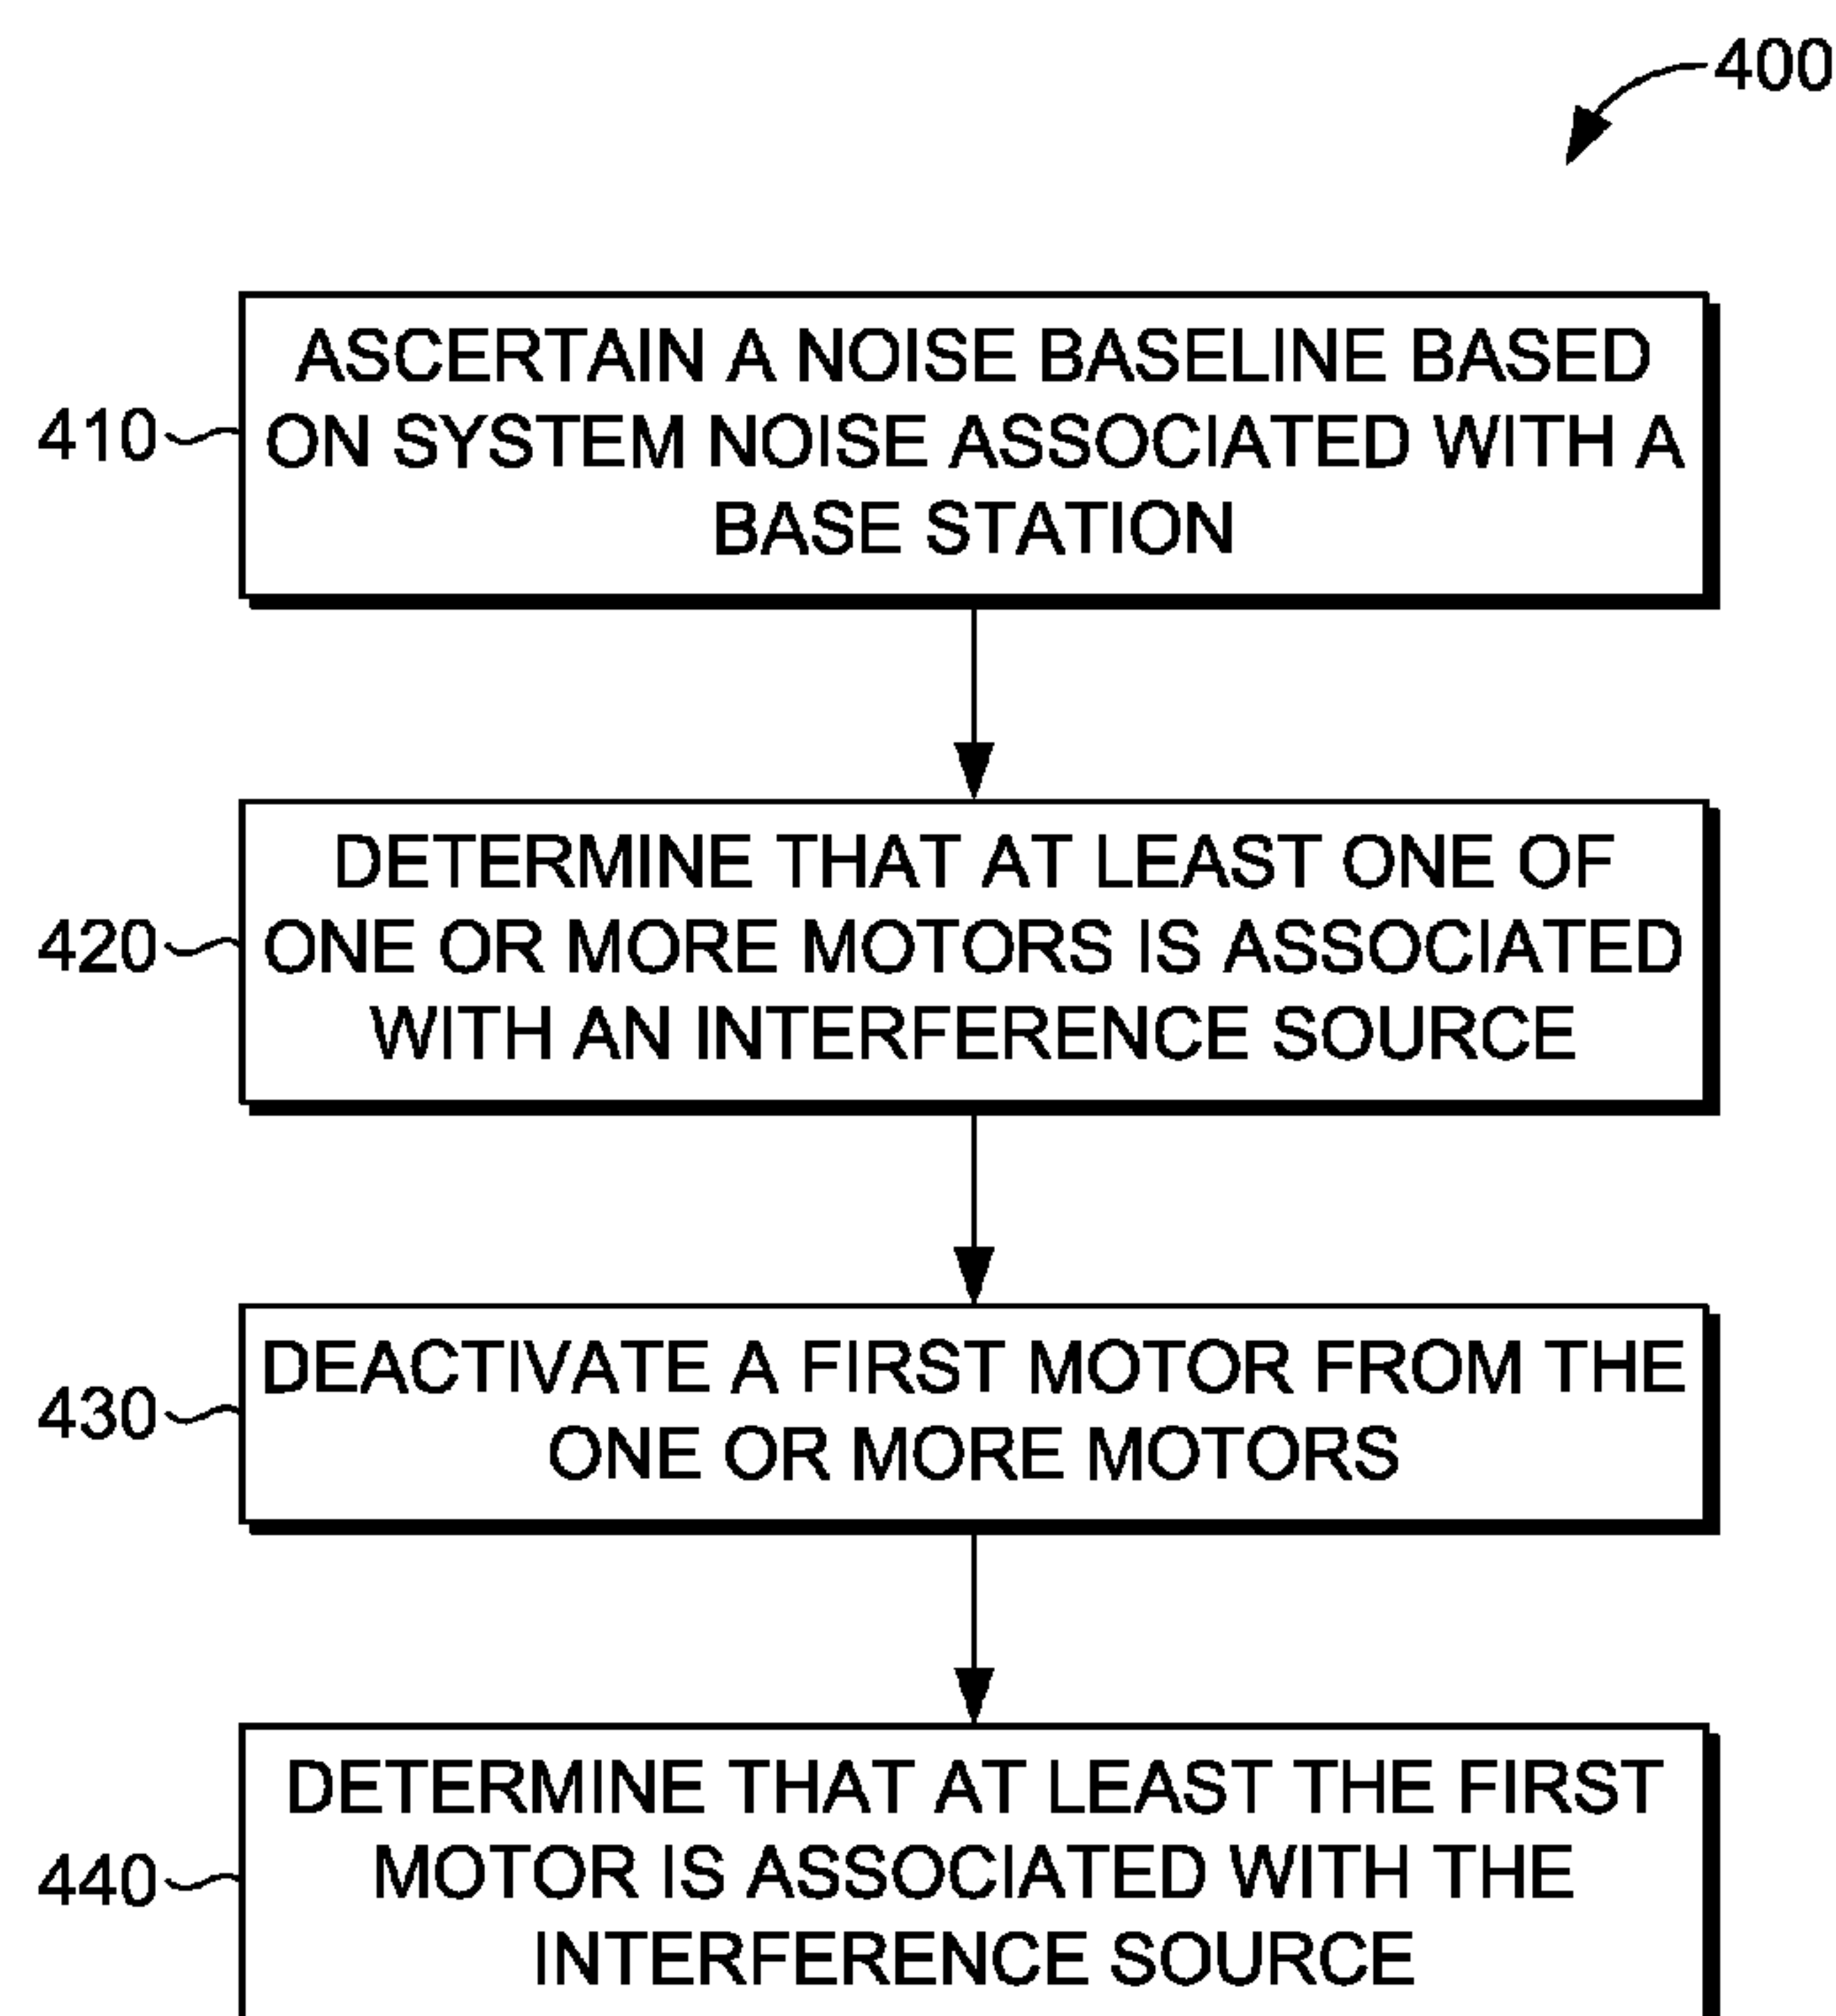 400
ASCERTAIN A NOISE BASELINE BASED
ON SYSTEM NOISE ASSOCIATED WITH A
BASE STATION
410
DETERMINE THAT AT LEAST ONE OF
ONE OR MORE MOTORS IS ASSOCIATED
WITH AN INTERFERENCE SOURCE
420
DEACTIVATE A FIRST MOTOR FROM THE
ONE OR MORE MOTORS
430
DETERMINE THAT AT LEAST THE FIRST
MOTOR IS ASSOCIATED WITH THE
INTERFERENCE SOURCE
440